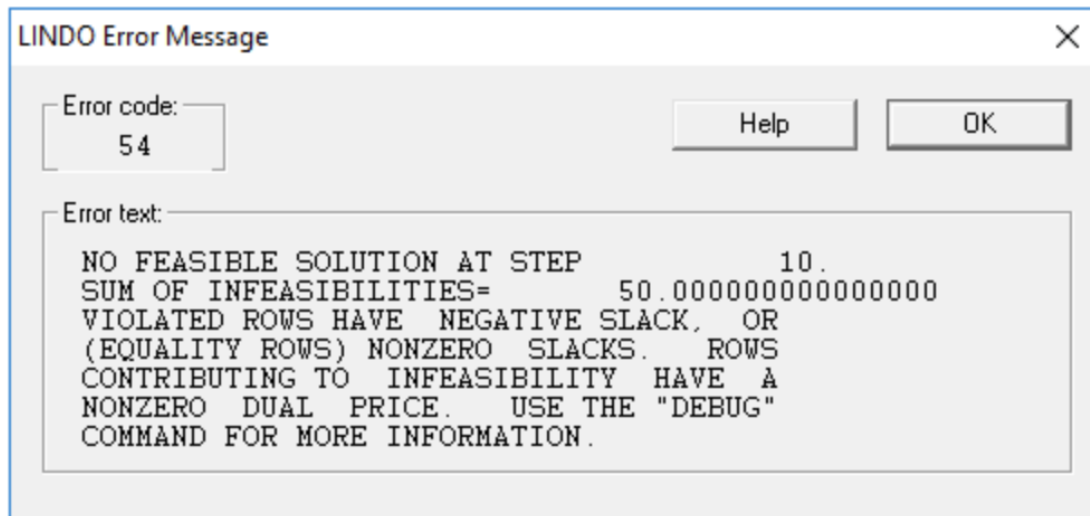 LINDO Error Message
Error code:
54
Help
OK
Error text:
NO FEASIBLE SOLUTION AT STEP 10.
SUM OF INFEASIBILITIES= 50.000000000000000
VIOLATED ROWS HAVE NEGATIVE SLACK, OR
(EQUALITY ROWS) NONZERO SLACKS. ROWS
CONTRIBUTING TO INFEASIBILITY HAVE A
NONZERO DUAL PRICE. USE THE "DEBUG"
COMMAND FOR MORE INFORMATION.